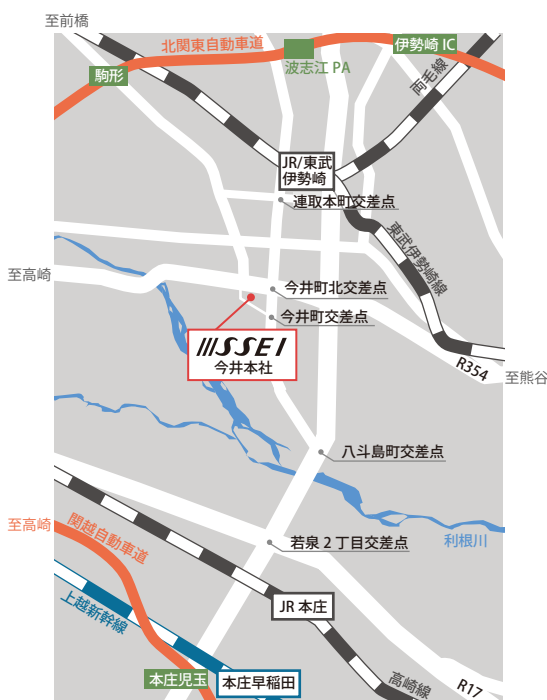 至前橋
北関東自動車道
伊勢崎 IC
波志江 PA
駒形
両毛線
JR/東武
伊勢崎
連取本町交差点
東武伊勢崎線
至高崎
今井町北交差点
今井町交差点
ISSEI
今井本社
R354
至熊谷
八斗島町交差点
至高崎
関越自動車道
若泉 2 丁目交差点
利根川
上越新幹線
JR 本庄
本庄児玉
本庄早稲田
高崎線
R17